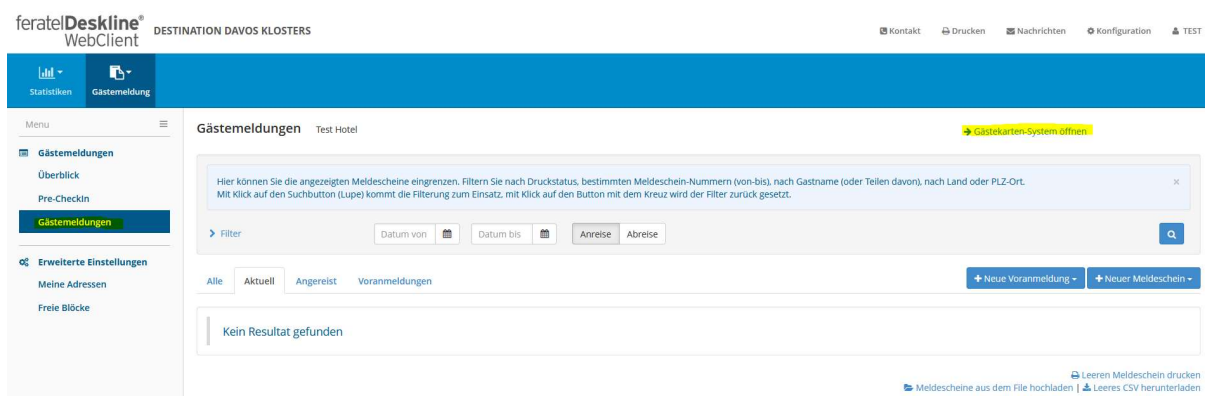 feratelDeskline®
WebClient
DESTINATION DAVOS KLOSTERS
Kontakt Drucken Nachrichten Konfiguration TEST
Statistiken Gästemeldung
Menu
Gästemeldungen
Überblick
Pre-CheckIn
Gästemeldungen
Erweiterte Einstellungen
Meine Adressen
Freie Blöcke
Gästemeldungen Test Hotel
Gästekarten-System öffnen
Hier können Sie die angezeigten Meldescheine eingrenzen. Filtern Sie nach Druckstatus, bestimmten Meldeschein-Nummern (von-bis), nach Gastname (oder Teilen davon), nach Land oder PLZ-Ort.
Mit Klick auf den Suchbutton (Lupe) kommt die Filterung zum Einsatz, mit Klick auf den Button mit dem Kreuz wird der Filter zurück gesetzt.
Filter Datum von Datum bis Anreise Abreise
Alle Aktuell Angereist Voranmeldungen
+ Neue Voranmeldung + Neuer Meldeschein
Kein Resultat gefunden
Leeren Meldeschein drucken
Meldescheine aus dem File hochladen | Leeres CSV herunterladen